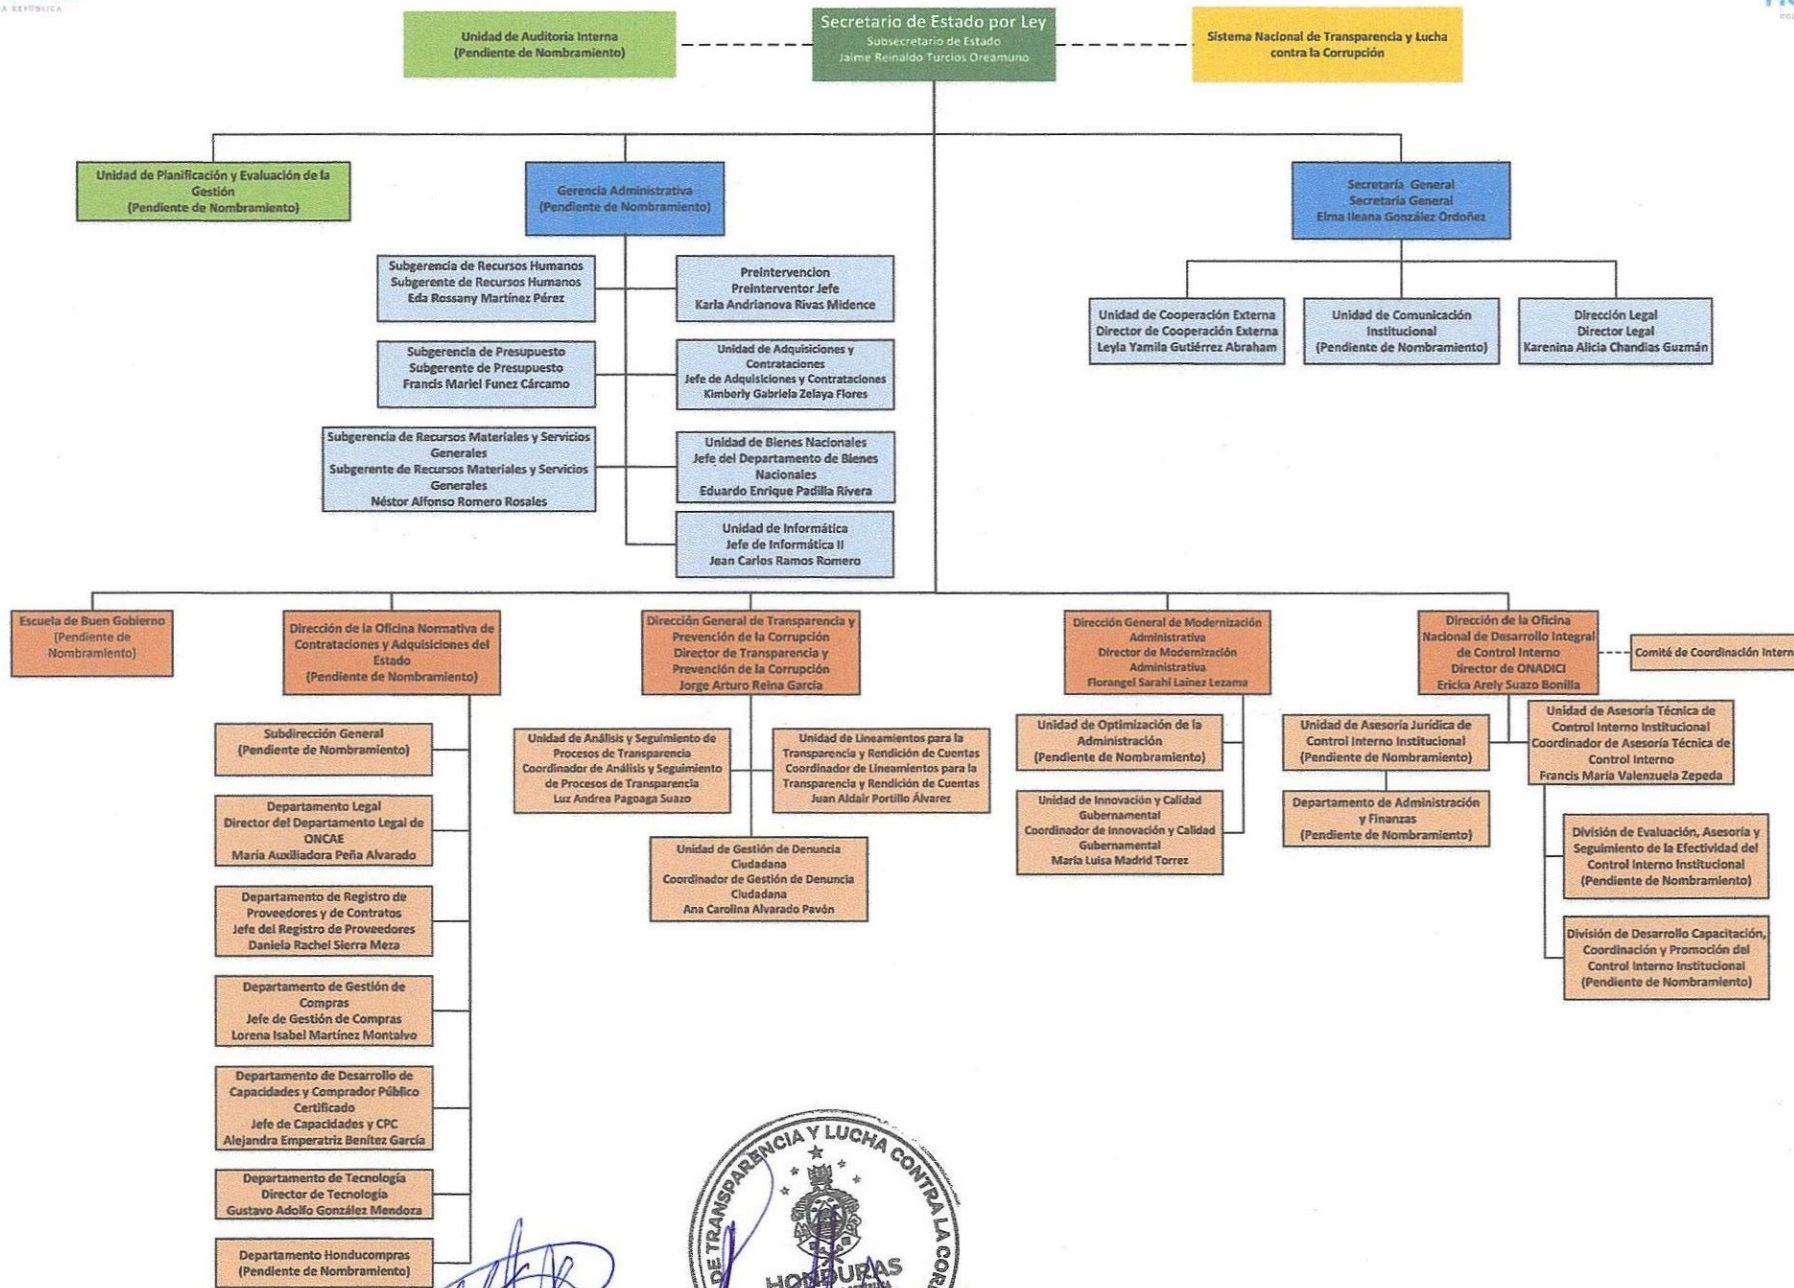 A REPÚBLICA
Unidad de Auditoria Interna
(Pendiente de Nombramiento)
Secretario de Estado por Ley
Subsecretario de Estado
Jaime Reinaldo Turcios Oreamuno
Sistema Nacional de Transparencia y Lucha
contra la Corrupción
Unidad de Planificación y Evaluación de la
Gestión
(Pendiente de Nombramiento)
Gerencia Administrativa
(Pendiente de Nombramiento)
Secretaría General
Secretaria General
Elma Ileana González Ordoñez
Subgerencia de Recursos Humanos
Subgerente de Recursos Humanos
Eda Rossany Martínez Pérez
Preintervencion
Preinterventor Jefe
Karla Andrianova Rivas Midence
Subgerencia de Presupuesto
Subgerente de Presupuesto
Francis Mariel Funez Cárcamo
Unidad de Adquisiciones y
Contrataciones
Jefe de Adquisiciones y Contrataciones
Kimberly Gabriela Zelaya Flores
Subgerencia de Recursos Materiales y Servicios
Generales
Subgerente de Recursos Materiales y Servicios
Generales
Néstor Alfonso Romero Rosales
Unidad de Bienes Nacionales
Jefe del Departamento de Bienes
Nacionales
Eduardo Enrique Padilla Rivera
Unidad de Informática
Jefe de Informática II
Jean Carlos Ramos Romero
Unidad de Cooperación Externa
Director de Cooperación Externa
Leyla Yamila Gutiérrez Abraham
Unidad de Comunicación
Institucional
(Pendiente de Nombramiento)
Dirección Legal
Director Legal
Karenina Alicia Chandias Guzmán
Escuela de Buen Gobierno
(Pendiente de
Nombramiento)
Dirección de la Oficina Normativa de
Contrataciones y Adquisiciones del
Estado
(Pendiente de Nombramiento)
Dirección General de Transparencia y
Prevención de la Corrupción
Director de Transparencia y
Prevención de la Corrupción
Jorge Arturo Reina García
Dirección General de Modernización
Administrativa
Director de Modernización
Administrativa
Florangel Sarahi Laínez Lezama
Dirección de la Oficina
Nacional de Desarrollo Integral
de Control Interno
Director de ONADICI
Ericka Arely Suazo Bonilla
Comité de Coordinación Intern
Subdirección General
(Pendiente de Nombramiento)
Departamento Legal
Director del Departamento Legal de
ONCAE
María Auxiliadora Peña Alvarado
Departamento de Registro de
Proveedores y de Contratos
Jefe del Registro de Proveedores
Daniela Rachel Sierra Meza
Departamento de Gestión de
Compras
Jefe de Gestión de Compras
Lorena Isabel Martínez Montalvo
Departamento de Desarrollo de
Capacidades y Comprador Público
Certificado
Jefe de Capacidades y CPC
Alejandra Emperatriz Benítez García
Departamento de Tecnología
Director de Tecnología
Gustavo Adolfo González Mendoza
Departamento Honducompras
(Pendiente de Nombramiento)
Unidad de Análisis y Seguimiento de
Procesos de Transparencia
Coordinador de Análisis y Seguimiento
de Procesos de Transparencia
Luz Andrea Pagoaga Suazo
Unidad de Lineamientos para la
Transparencia y Rendición de Cuentas
Coordinador de Lineamientos para la
Transparencia y Rendición de Cuentas
Juan Aldair Portillo Álvarez
Unidad de Gestión de Denuncia
Ciudadana
Coordinador de Gestión de Denuncia
Ciudadana
Ana Carolina Alvarado Pavón
Unidad de Optimización de la
Administración
(Pendiente de Nombramiento)
Unidad de Innovación y Calidad
Gubernamental
Coordinador de Innovación y Calidad
Gubernamental
María Luisa Madrid Torrez
Unidad de Asesoría Jurídica de
Control Interno Institucional
(Pendiente de Nombramiento)
Departamento de Administración
y Finanzas
(Pendiente de Nombramiento)
Unidad de Asesoría Técnica de
Control Interno Institucional
Coordinador de Asesoría Técnica de
Control Interno
Francis María Valenzuela Zepeda
División de Evaluación, Asesoría y
Seguimiento de la Efectividad del
Control Interno Institucional
(Pendiente de Nombramiento)
División de Desarrollo Capacitación,
Coordinación y Promoción del
Control Interno Institucional
(Pendiente de Nombramiento)
DE TRANSPARENCIA Y LUCHA CONTRA LA COR
HONDURAS